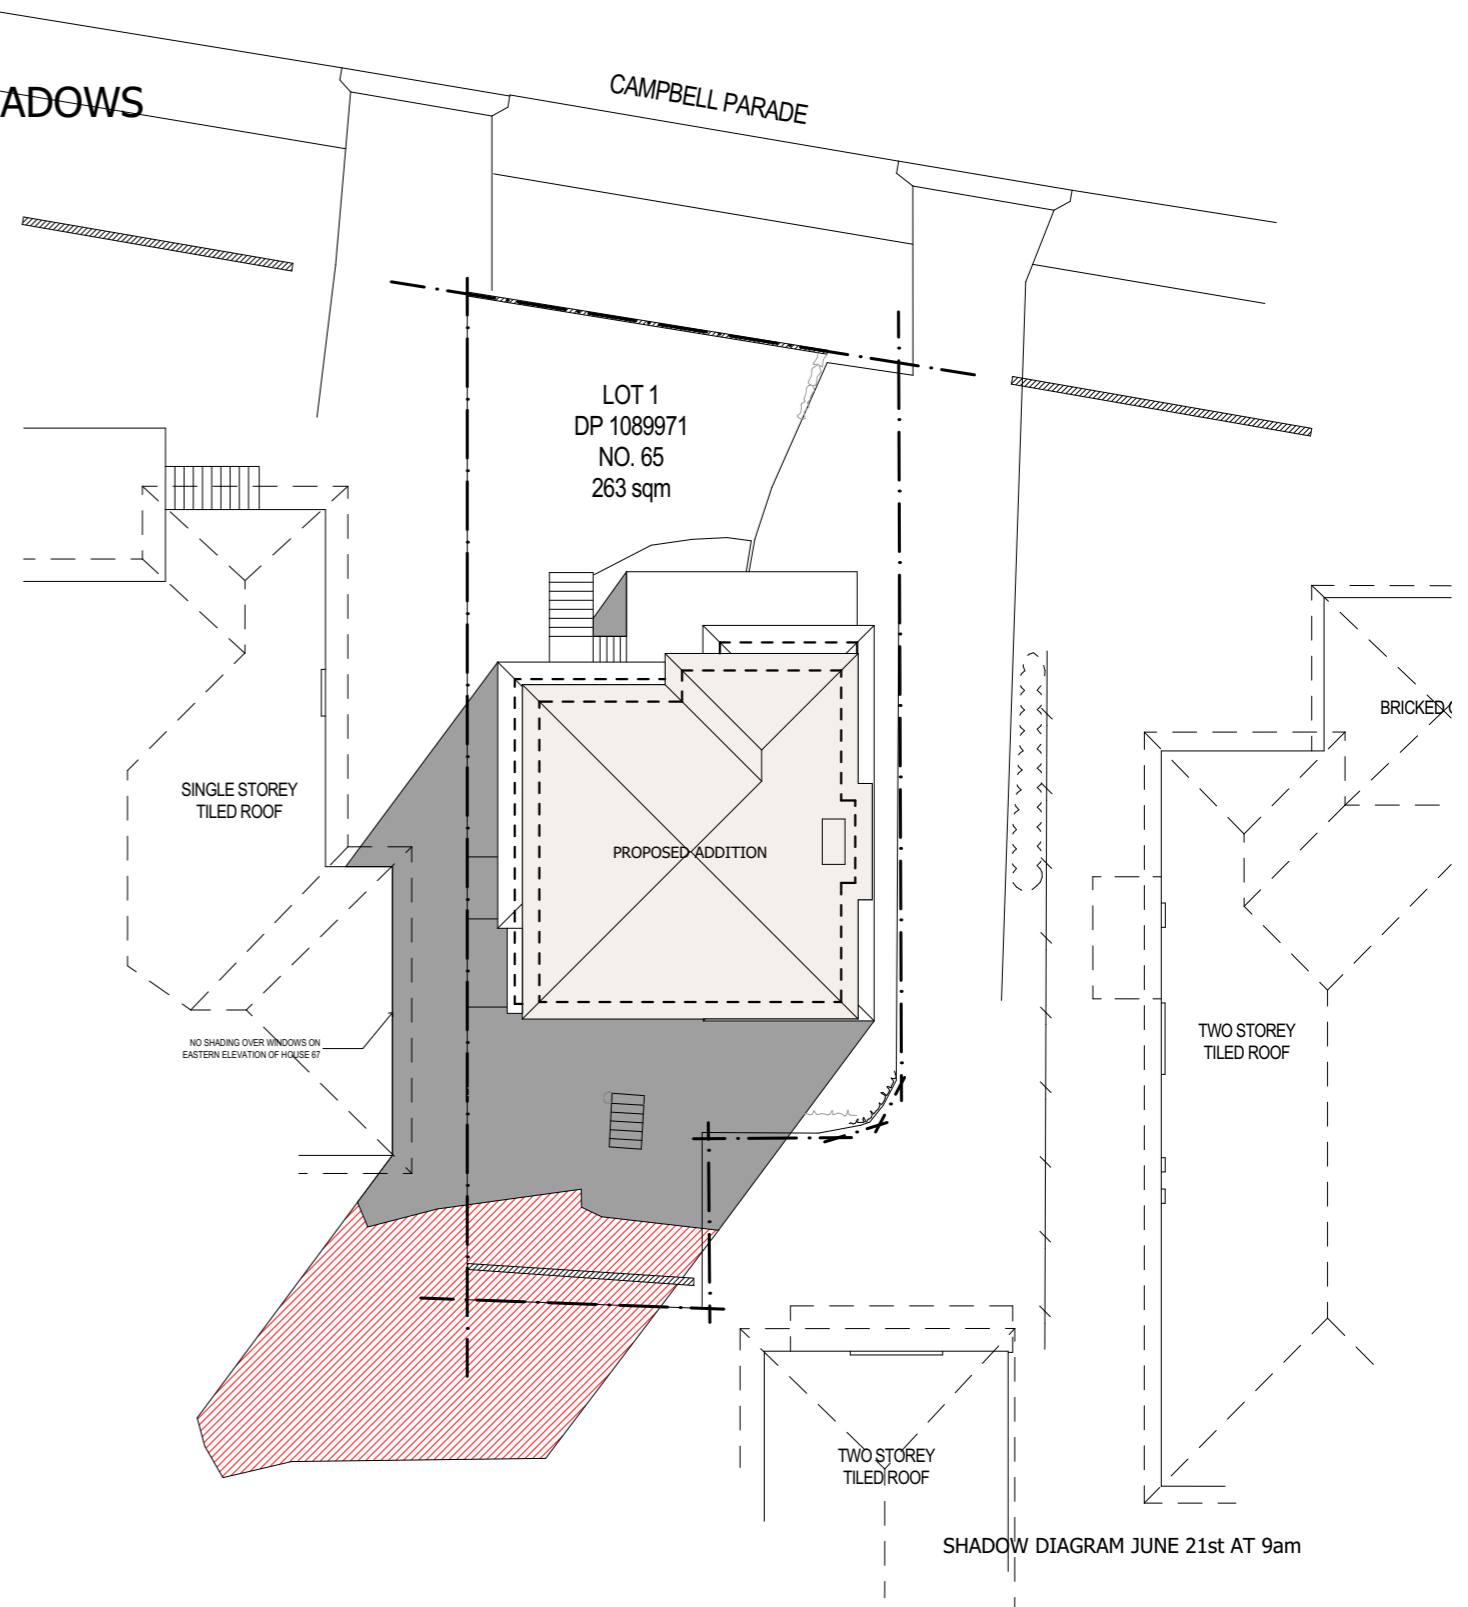 ADOWS
CAMPBELL PARADE
LOT 1
DP 1089971
NO. 65
263 sqm
BRICKED
SINGLE STOREY
TILED ROOF
PROPOSED ADDITION
NO SHADING OVER WINDOWS ON
EASTERN ELEVATION OF HOUSE 67
TWO STOREY
TILED ROOF
TWO STOREY
TILED ROOF
SHADOW DIAGRAM JUNE 21st AT 9am